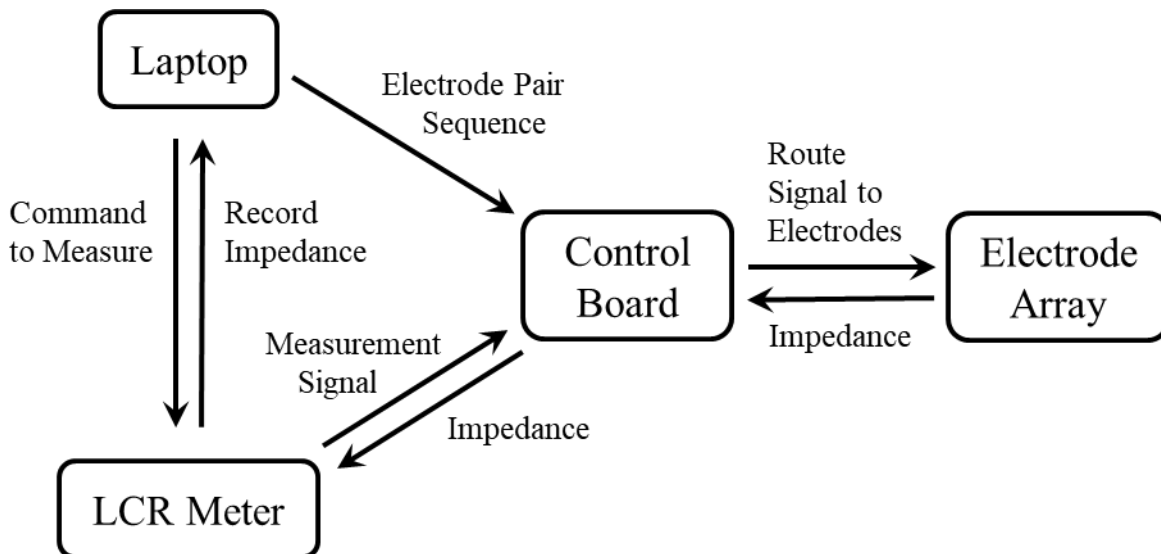 Laptop
Electrode Pair
Sequence
Command
to Measure
Record
Impedance
Route
Signal to
Electrodes
Control
Board
Electrode
Array
Impedance
Measurement
Signal
Impedance
LCR Meter